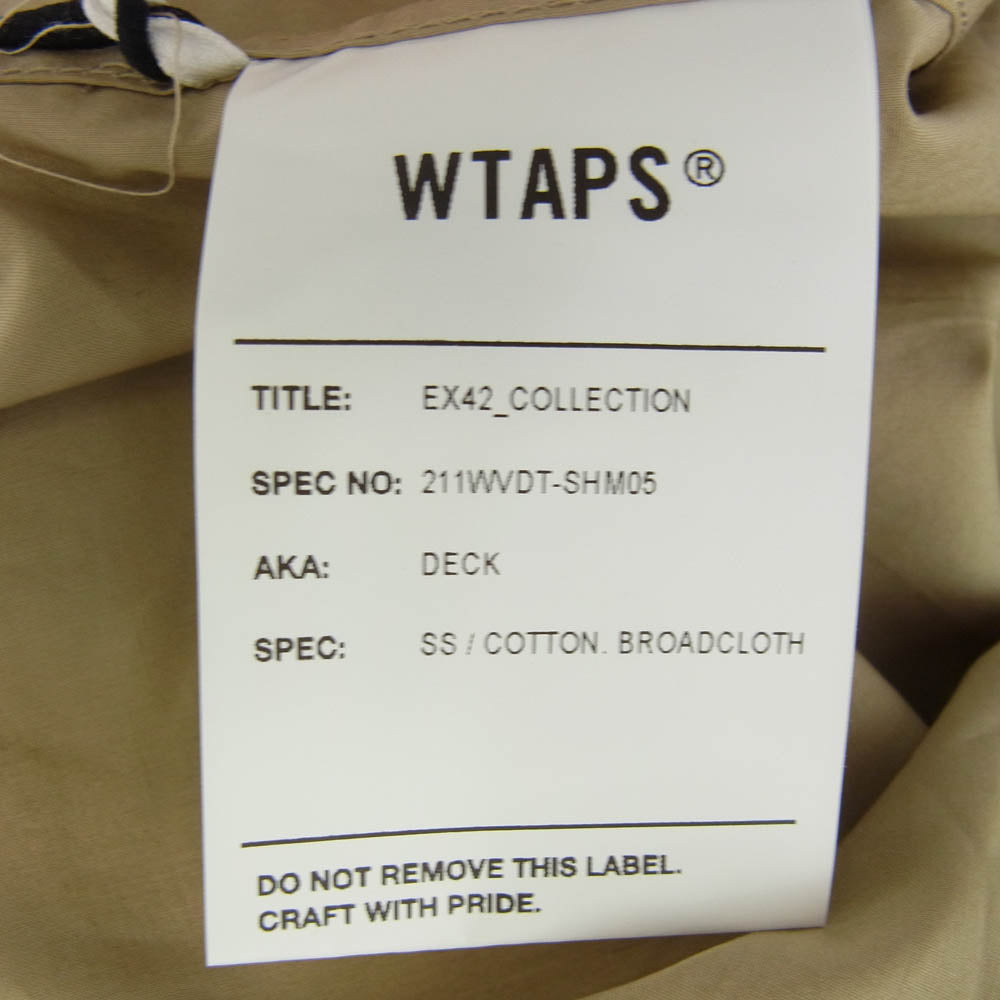 WTAPS®
TITLE: EX42_COLLECTION
SPEC NO: 211WVDT-SHM05
AKA: DECK
SPEC: SS / COTTON. BROADCLOTH
DO NOT REMOVE THIS LABEL.
CRAFT WITH PRIDE.